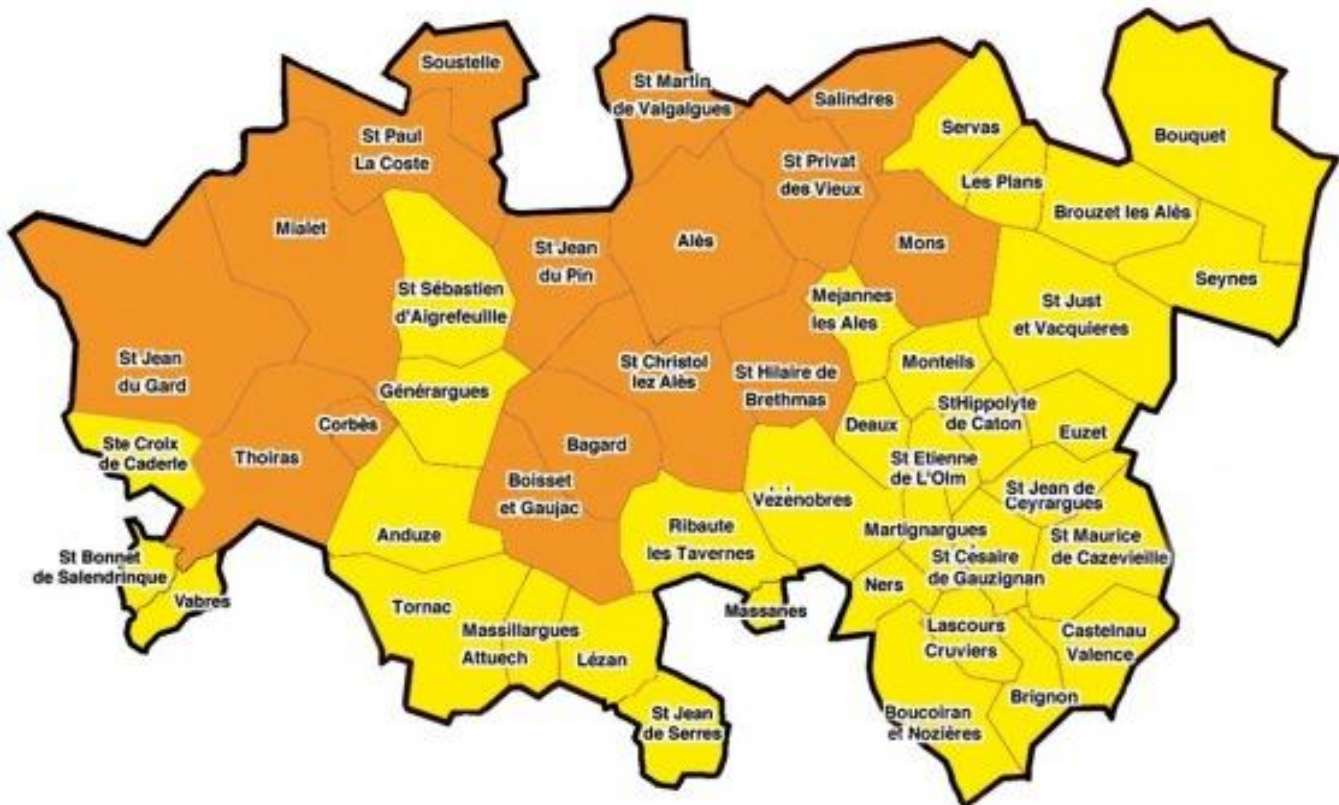 Soustelle
St Martin
de Valgalgues
Salindres
Servas
Bouquet
St Paul
La Coste
St Privat
des Vieux
Les Plans
Brouzet les Alès
Mialet
St Jean
du Pin
Alès
Mons
Seynes
St Sébastien
d'Aigrefeuille
Mejannes
les Ales
St Just
et Vacquieres
St Jean
du Gard
Générargues
St Christol
lez Alès
St Hilaire de
Brethmas
Monteils
Corbès
Deaux
StHippolyte
de Caton
Euzet
Ste Croix
de Caderle
Thoiras
Bagard
St Etienne
de L'Olm
Boisset
et Gaujac
Vézénobres
St Jean de
Ceyrargues
Anduze
Ribaute
les Tavernes
Martignargues
St Maurice
de Cazevieille
St Bonnet
de Salendrinque
Vabres
St Césaire
de Gauzignan
Ners
Tornac
Massanes
Massillargues
Attuech
Lézan
Lascours
Cruviers
Castelnau
Valence
Brignon
St Jean
de Serres
Boucoiran
et Nozières